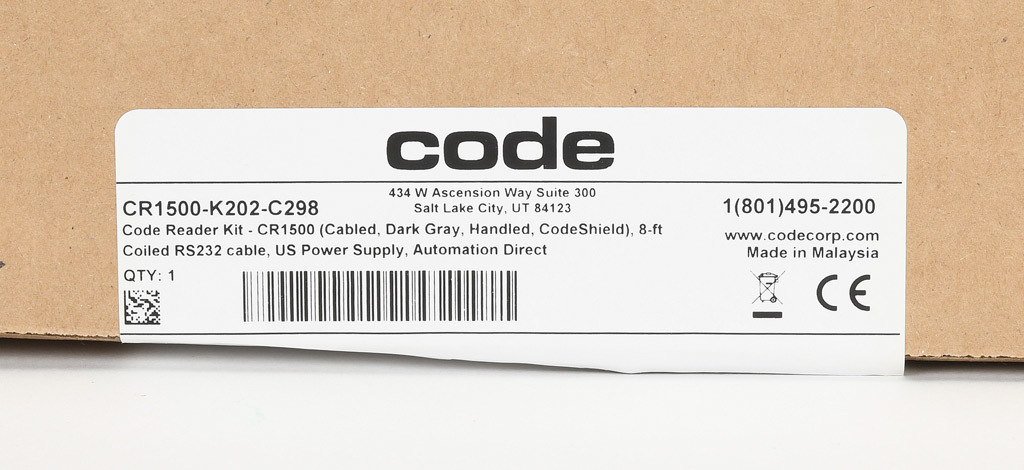 code
434 W Ascension Way Suite 300
Salt Lake City, UT 84123
CR1500-K202-C298
1(801)495-2200
Code Reader Kit - CR1500 (Cabled, Dark Gray, Handled, CodeShield), 8-ft
Coiled RS232 cable, US Power Supply, Automation Direct
www.codecorp.com
Made in Malaysia
QTY: 1
CE